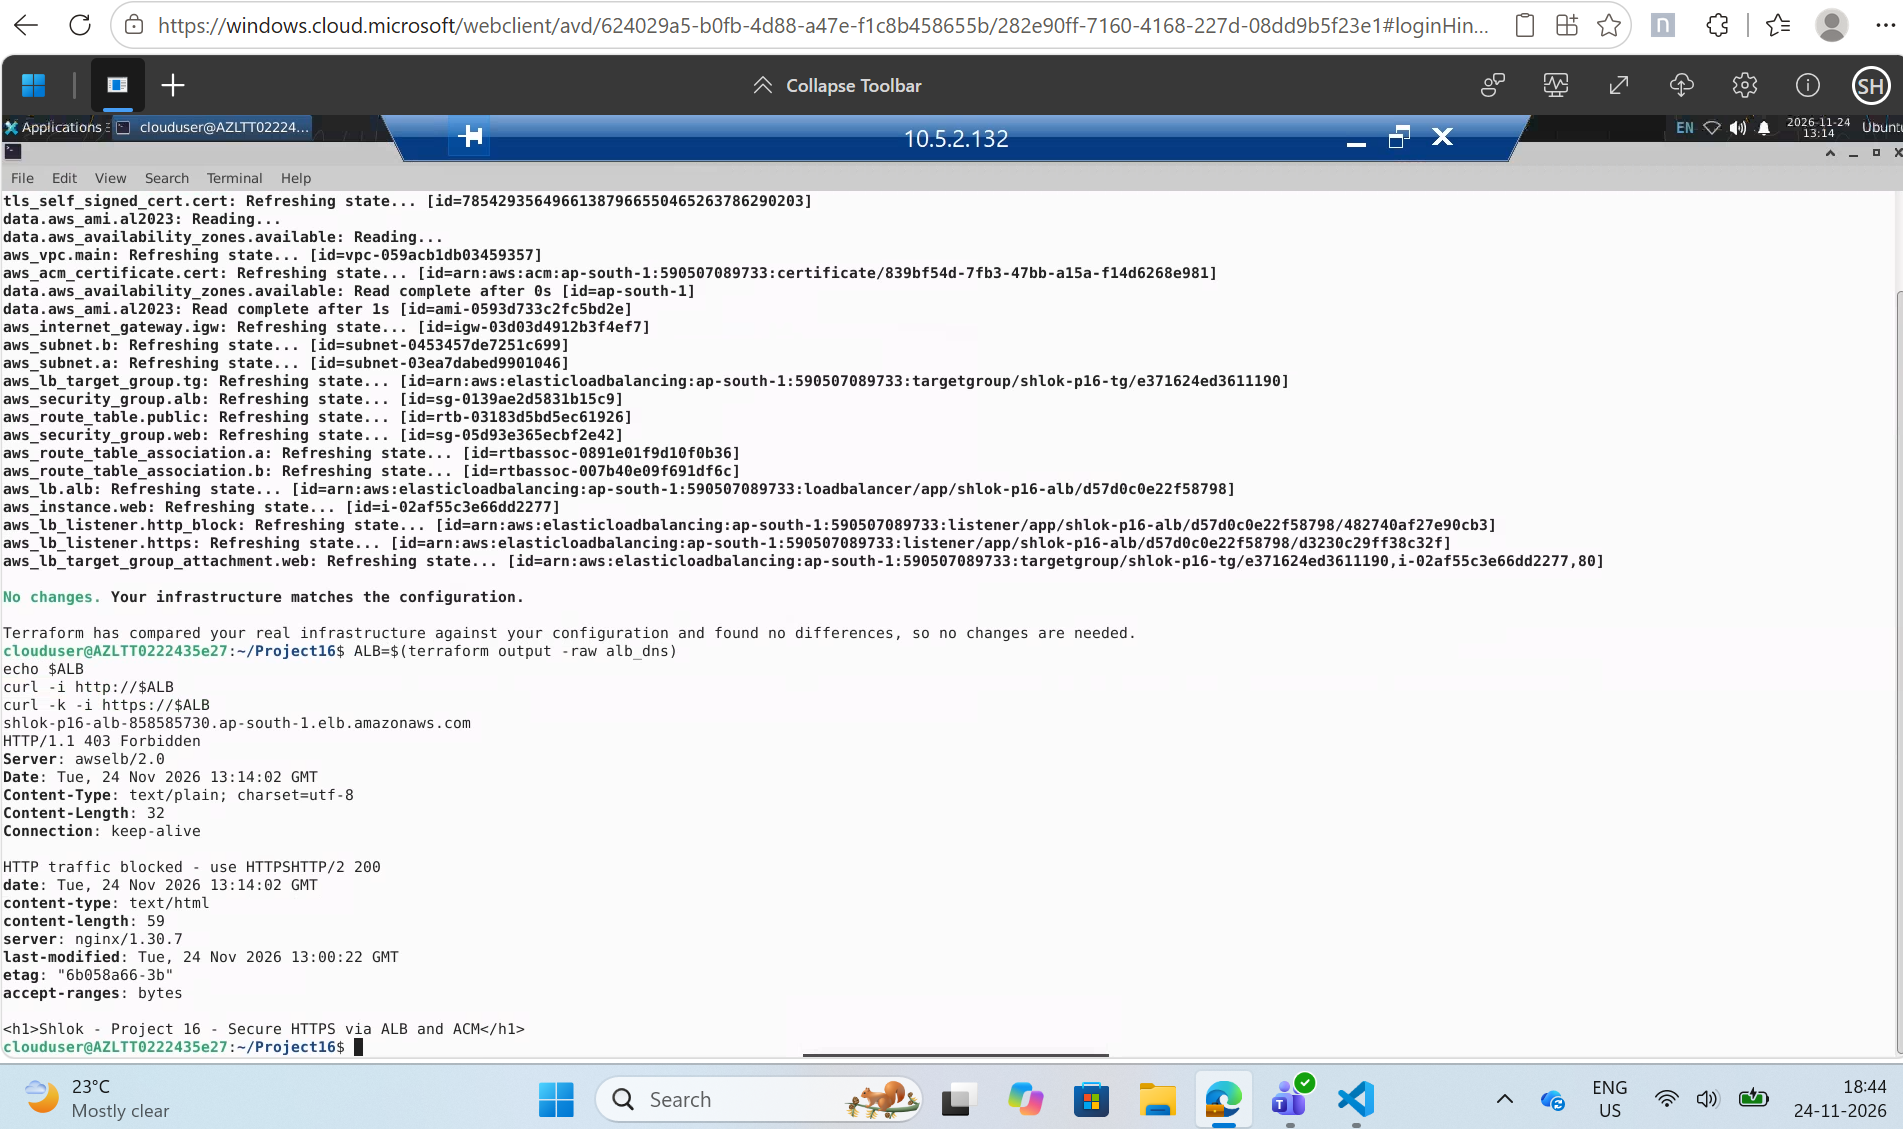 https://windows.cloud.microsoft/webclient/avd/624029a5-b0fb-4d88-a47e-f1c8b458655b/282e90ff-7160-4168-227d-08dd9b5f23e1#loginHin...
n
Collapse Toolbar
SH
Applications
clouduser@AZLTT02224...
10.5.2.132
EN
2026-11-24
13:14
Ubuntu
File Edit View Search Terminal Help
tls_self_signed_cert.cert: Refreshing state... [id=785429356496613879665504652637862902​03]
data.aws_ami.al2023: Reading...
data.aws_availability_zones.available: Reading...
aws_vpc.main: Refreshing state... [id=vpc-059acb1db03459357]
aws_acm_certificate.cert: Refreshing state... [id=arn:aws:acm:ap-south-1:590507089733:certificate/839bf54d-7fb3-47bb-a15a-f14d6268e981]
data.aws_availability_zones.available: Read complete after 0s [id=ap-south-1]
data.aws_ami.al2023: Read complete after 1s [id=ami-0593d733c2fc5bd2e]
aws_internet_gateway.igw: Refreshing state... [id=igw-03d03d4912b3f4ef7]
aws_subnet.b: Refreshing state... [id=subnet-0453457de7251c699]
aws_subnet.a: Refreshing state... [id=subnet-03ea7dabed9901046]
aws_lb_target_group.tg: Refreshing state... [id=arn:aws:elasticloadbalancing:ap-south-1:590507089733:targetgroup/shlok-p16-tg/e371624ed3611190]
aws_security_group.alb: Refreshing state... [id=sg-0139ae2d5831b15c9]
aws_route_table.public: Refreshing state... [id=rtb-03183d5bd5ec61926]
aws_security_group.web: Refreshing state... [id=sg-05d93e365ecbf2e42]
aws_route_table_association.a: Refreshing state... [id=rtbassoc-0891e01f9d10f0b36]
aws_route_table_association.b: Refreshing state... [id=rtbassoc-007b40e09f691df6c]
aws_lb.alb: Refreshing state... [id=arn:aws:elasticloadbalancing:ap-south-1:590507089733:loadbalancer/app/shlok-p16-alb/d57d0c0e22f58798]
aws_instance.web: Refreshing state... [id=i-02af55c3e66dd2277]
aws_lb_listener.http_block: Refreshing state... [id=arn:aws:elasticloadbalancing:ap-south-1:590507089733:listener/app/shlok-p16-alb/d57d0c0e22f58798/482740af27e90cb3]
aws_lb_listener.https: Refreshing state... [id=arn:aws:elasticloadbalancing:ap-south-1:590507089733:listener/app/shlok-p16-alb/d57d0c0e22f58798/d3230c29ff38c32f]
aws_lb_target_group_attachment.web: Refreshing state... [id=arn:aws:elasticloadbalancing:ap-south-1:590507089733:targetgroup/shlok-p16-tg/e371624ed3611190,i-02af55c3e66dd2277,80]
No changes. Your infrastructure matches the configuration.
Terraform has compared your real infrastructure against your configuration and found no differences, so no changes are needed.
clouduser@AZLTT0222435e27:~/Project16$ ALB=$(terraform output -raw alb_dns)
echo $ALB
curl -i http://$ALB
curl -k -i https://$ALB
shlok-p16-alb-858585730.ap-south-1.elb.amazonaws.com
HTTP/1.1 403 Forbidden
Server: awselb/2.0
Date: Tue, 24 Nov 2026 13:14:02 GMT
Content-Type: text/plain; charset=utf-8
Content-Length: 32
Connection: keep-alive
HTTP traffic blocked - use HTTPSHTTP/2 200
date: Tue, 24 Nov 2026 13:14:02 GMT
content-type: text/html
content-length: 59
server: nginx/1.30.7
last-modified: Tue, 24 Nov 2026 13:00:22 GMT
etag: "6b058a66-3b"
accept-ranges: bytes
<h1>Shlok - Project 16 - Secure HTTPS via ALB and ACM</h1>
clouduser@AZLTT0222435e27:~/Project16$
23°C
Mostly clear
Search
ENG
US
18:44
24-11-2026